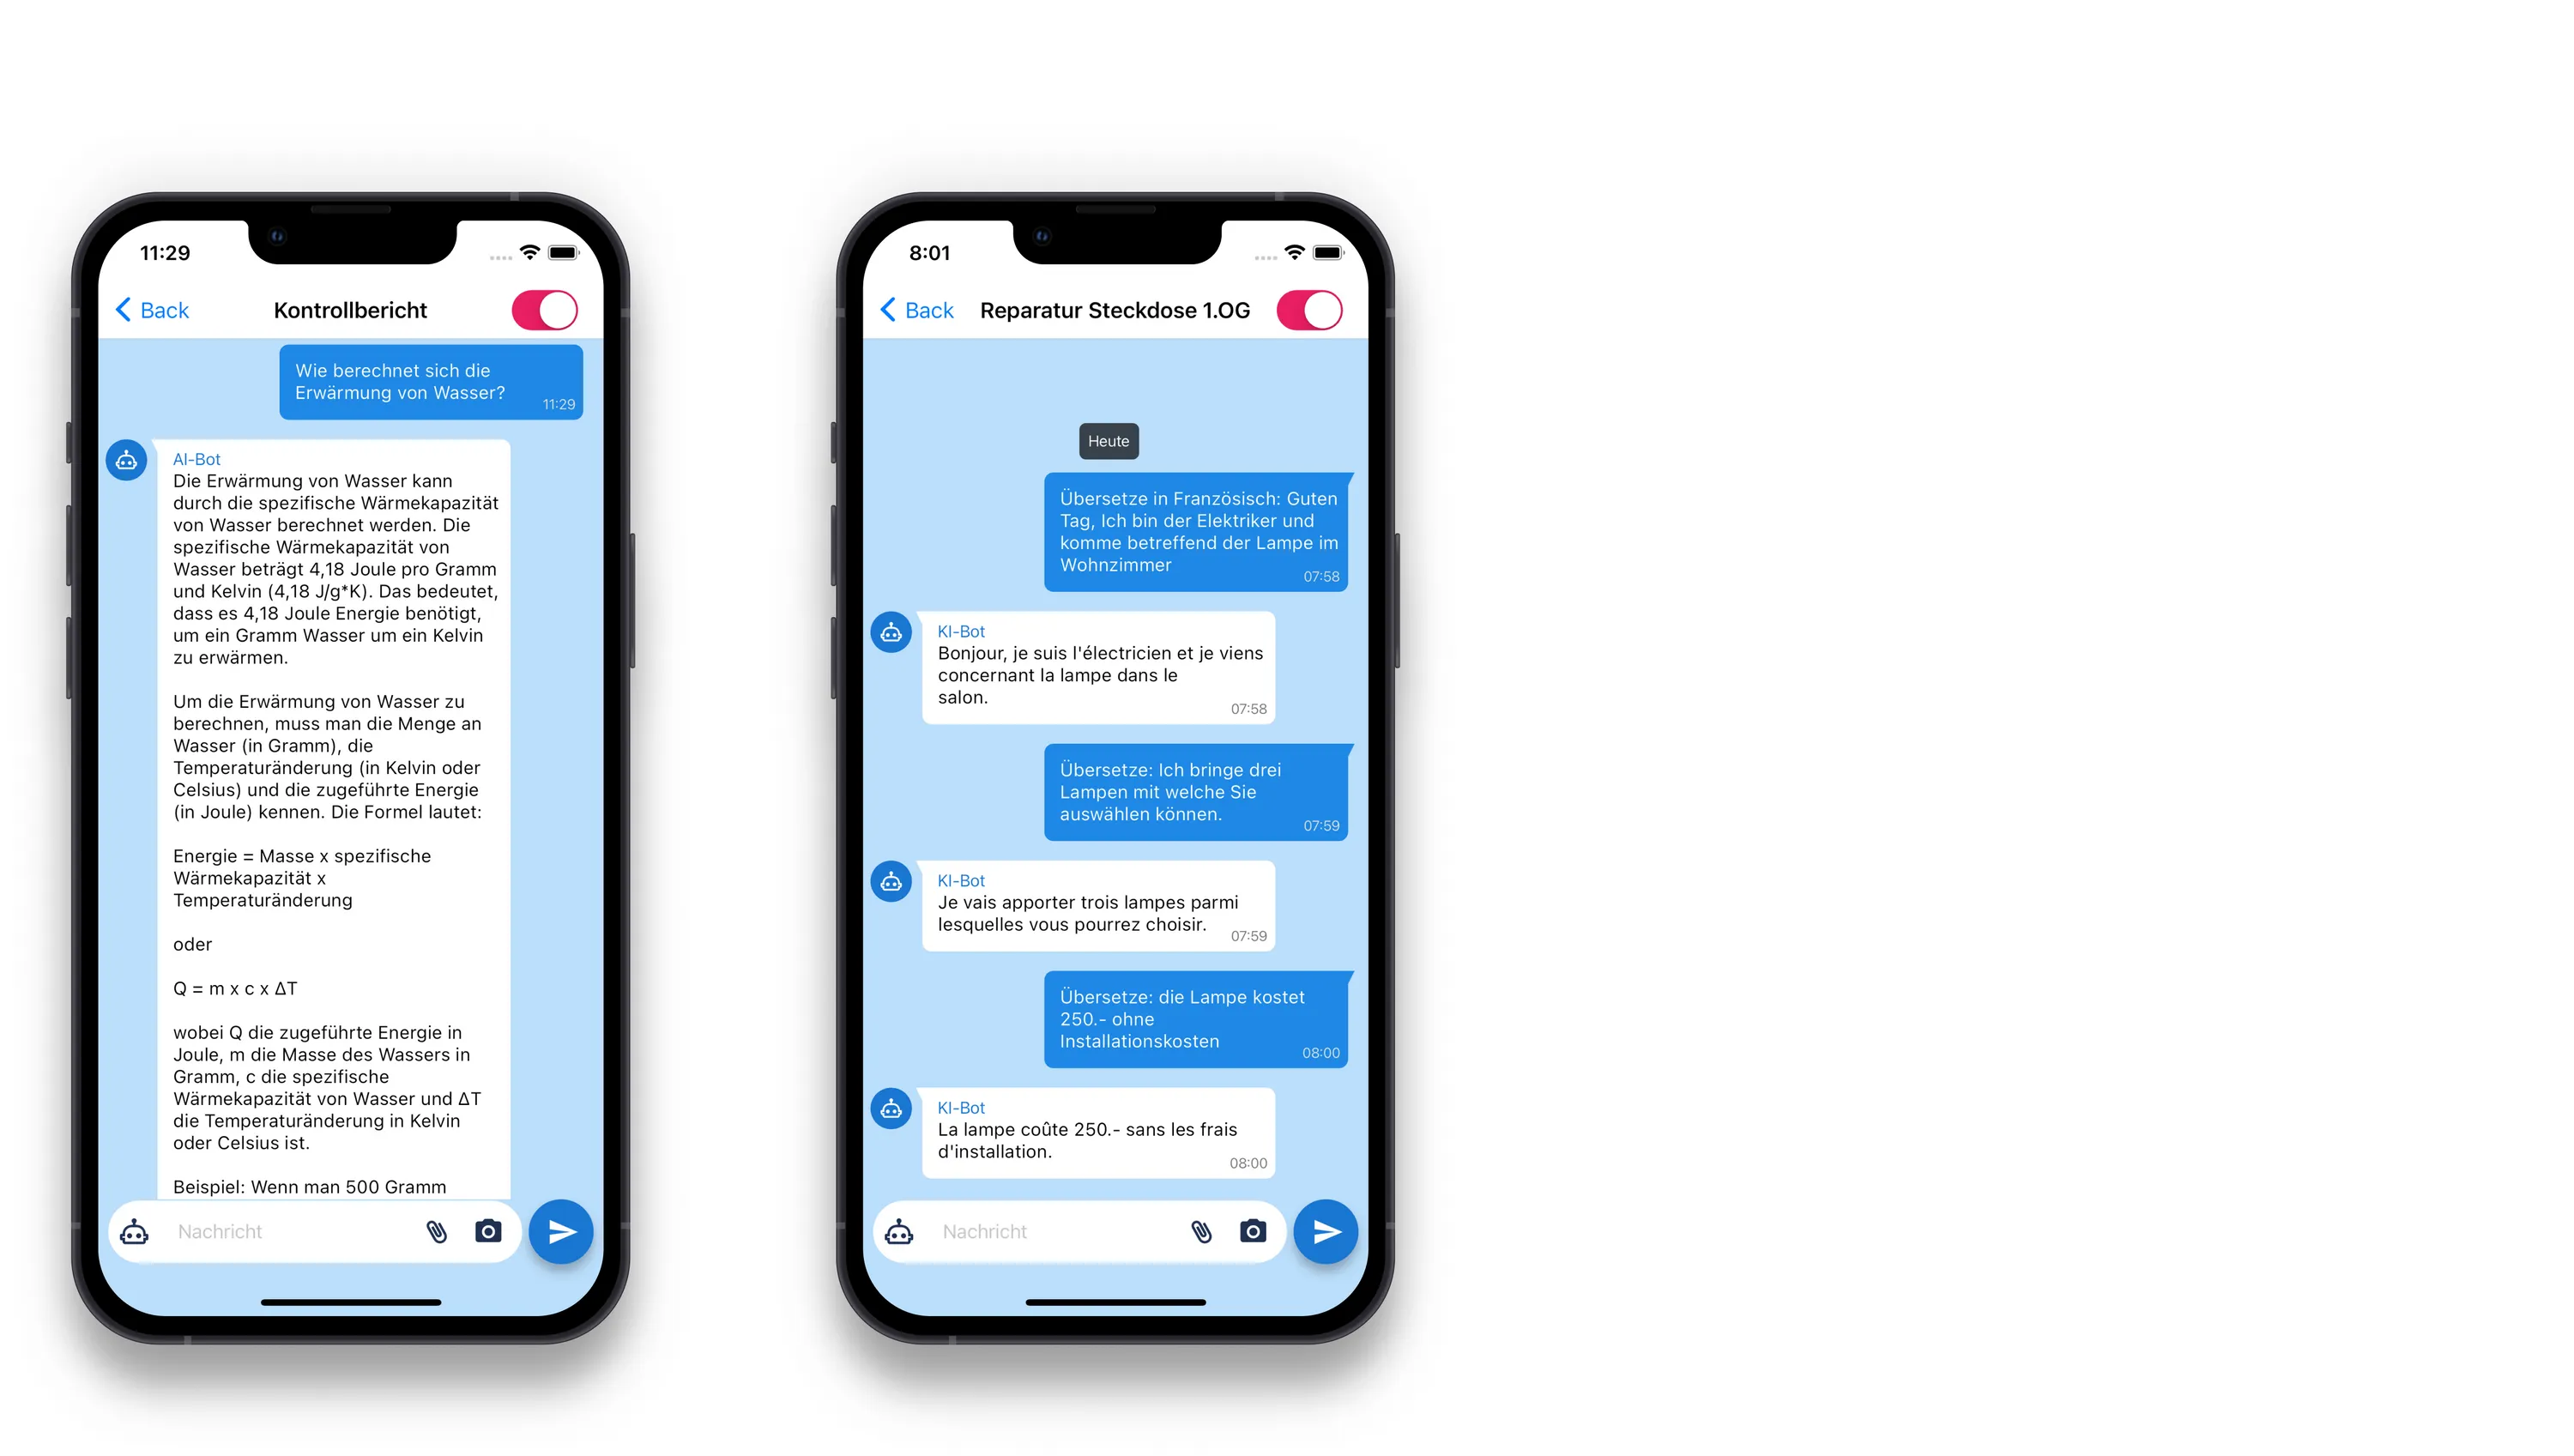 11:29
Back
Kontrollbericht
Wie berechnet sich die
Erwärmung von Wasser?
11:29
AI-Bot
Die Erwärmung von Wasser kann
durch die spezifische Wärmekapazität
von Wasser berechnet werden. Die
spezifische Wärmekapazität von
Wasser beträgt 4,18 Joule pro Gramm
und Kelvin (4,18 J/g*K). Das bedeutet,
dass es 4,18 Joule Energie benötigt,
um ein Gramm Wasser um ein Kelvin
zu erwärmen.
Um die Erwärmung von Wasser zu
berechnen, muss man die Menge an
Wasser (in Gramm), die
Temperaturänderung (in Kelvin oder
Celsius) und die zugeführte Energie
(in Joule) kennen. Die Formel lautet:
Energie = Masse x spezifische
Wärmekapazität x
Temperaturänderung
oder
Q = m x c x ΔT
wobei Q die zugeführte Energie in
Joule, m die Masse des Wassers in
Gramm, c die spezifische
Wärmekapazität von Wasser und ΔT
die Temperaturänderung in Kelvin
oder Celsius ist.
Beispiel: Wenn man 500 Gramm
Nachricht
8:01
Back
Reparatur Steckdose 1.OG
Heute
Übersetze in Französisch: Guten
Tag, Ich bin der Elektriker und
komme betreffend der Lampe im
Wohnzimmer
07:58
KI-Bot
Bonjour, je suis l'électricien et je viens
concernant la lampe dans le
salon.
07:58
Übersetze: Ich bringe drei
Lampen mit welche Sie
auswählen können.
07:59
KI-Bot
Je vais apporter trois lampes parmi
lesquelles vous pourrez choisir.
07:59
Übersetze: die Lampe kostet
250.- ohne
Installationskosten
08:00
KI-Bot
La lampe coûte 250.- sans les frais
d'installation.
08:00
Nachricht